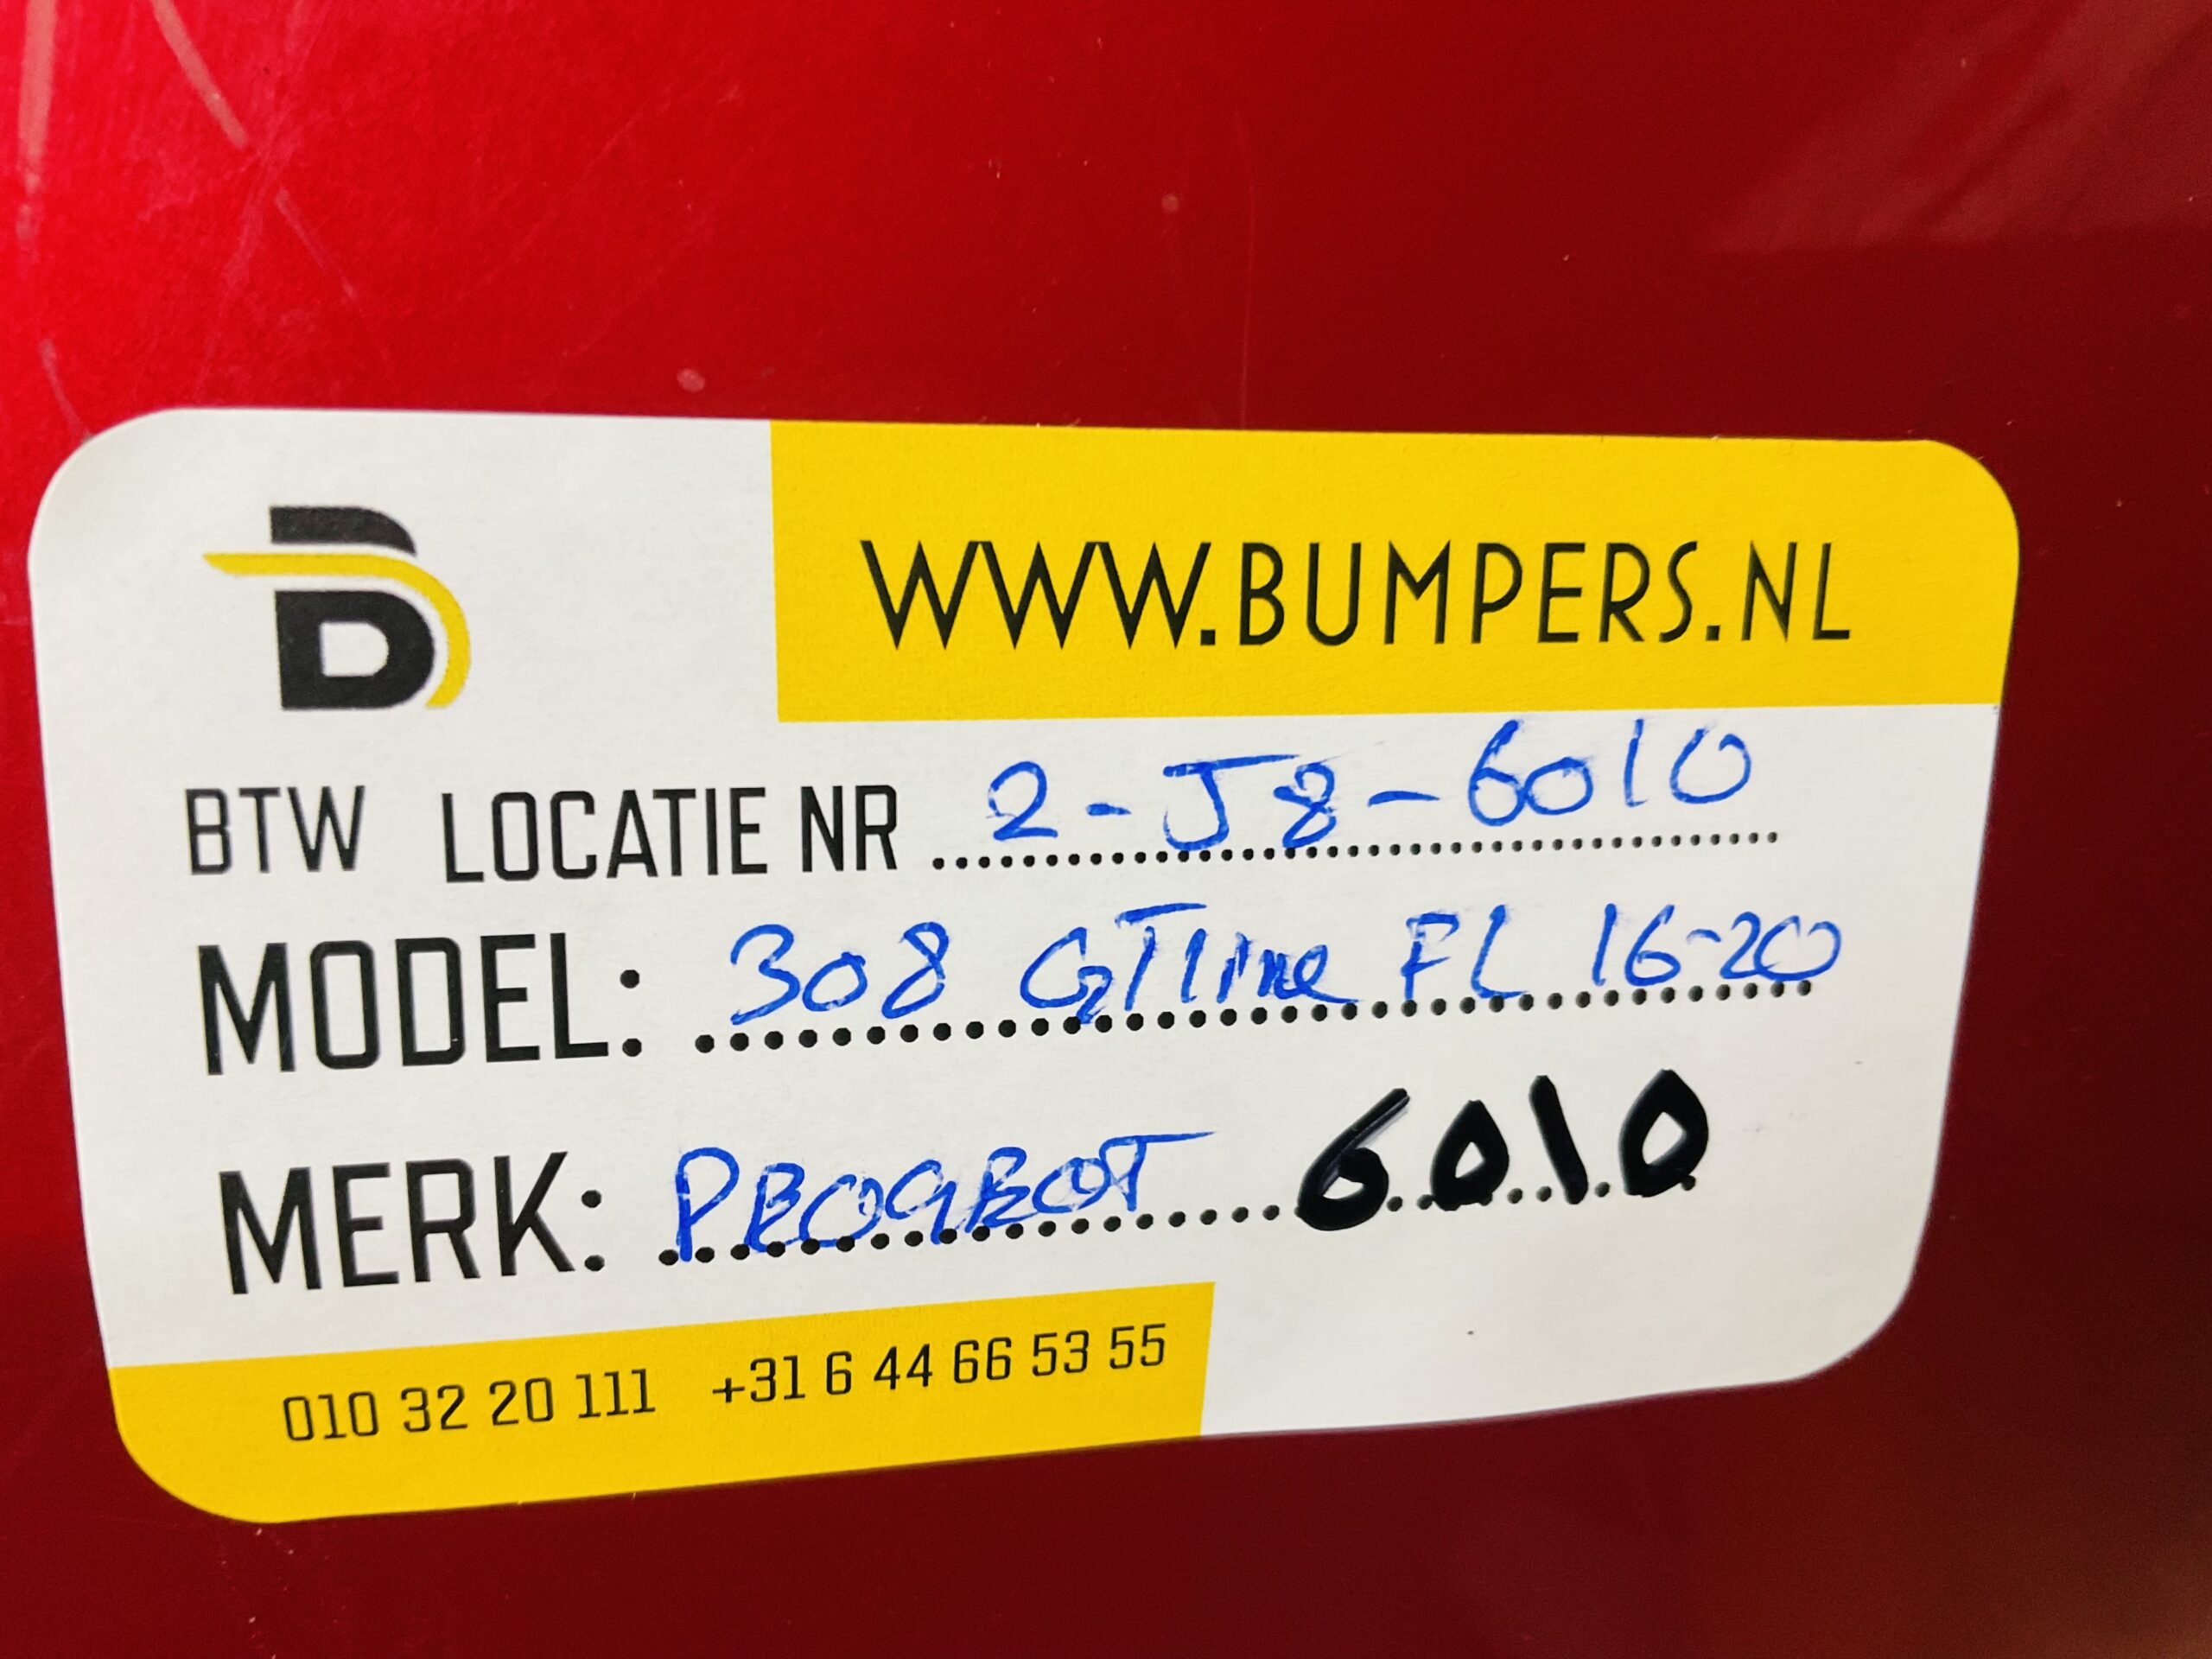 WWW.BUMPERS.NL
BTW LOCATIE NR 2-J8-6010
MODEL: 308 GTline FL 16-20
MERK: PEOGEOT 6010
010 32 20 111 +31 6 44 66 53 55